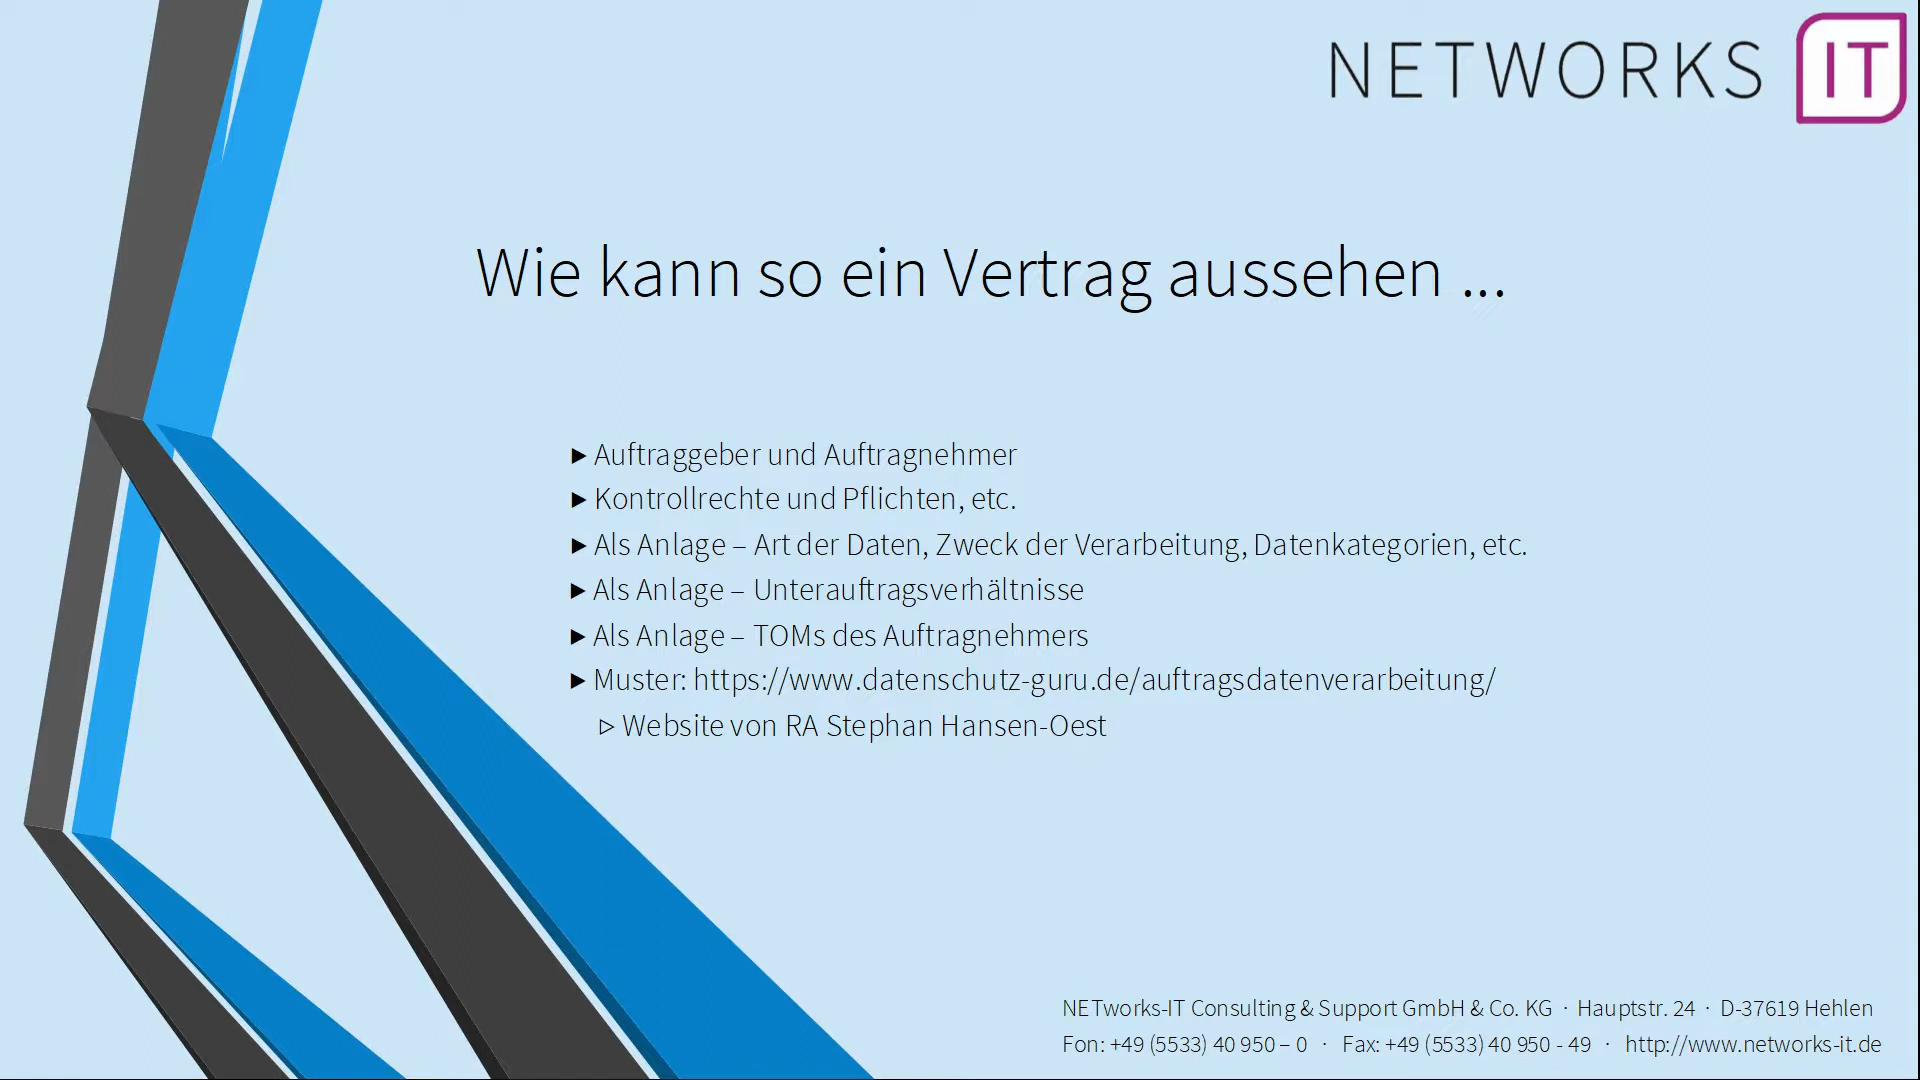 NETWORKS IT
Wie kann so ein Vertrag aussehen ...
▶ Auftraggeber und Auftragnehmer
▶ Kontrollrechte und Pflichten, etc.
▶ Als Anlage – Art der Daten, Zweck der Verarbeitung, Datenkategorien, etc.
▶ Als Anlage – Unterauftragsverhältnisse
▶ Als Anlage – TOMs des Auftragnehmers
▶ Muster: https://www.datenschutz-guru.de/auftragsdatenverarbeitung/
▷ Website von RA Stephan Hansen-Oest
NETworks-IT Consulting & Support GmbH & Co. KG · Hauptstr. 24 · D-37619 Hehlen
Fon: +49 (5533) 40 950 – 0 · Fax: +49 (5533) 40 950 - 49 · http://www.networks-it.de